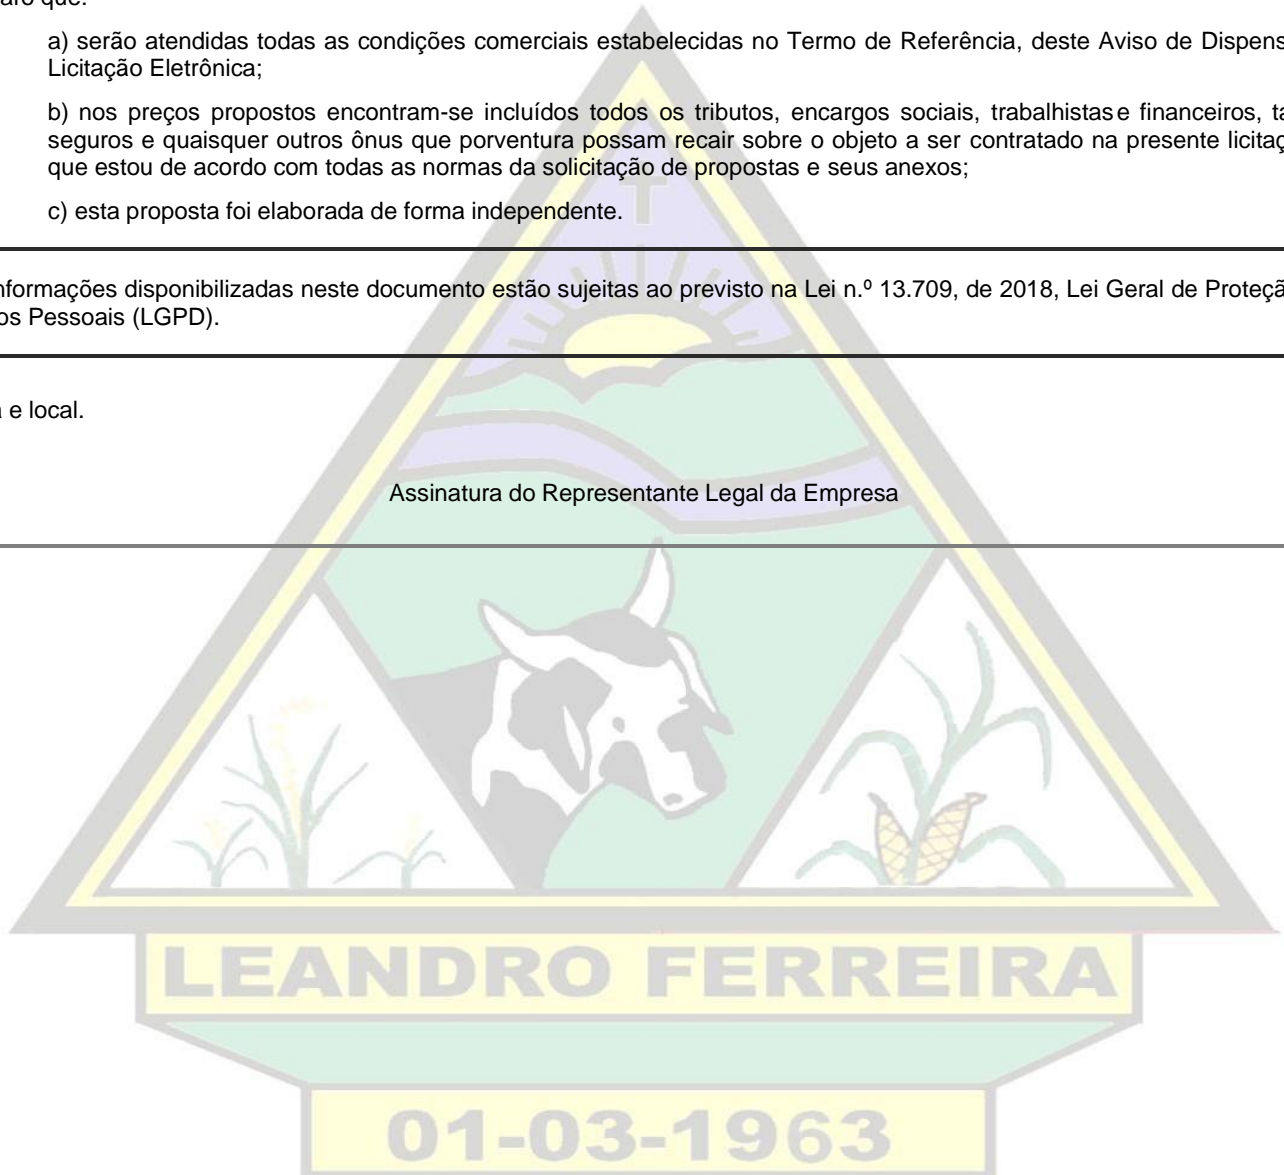 aro que:
a) serão atendidas todas as condições comerciais estabelecidas no Termo de Referência, deste Aviso de Dispens
Licitação Eletrônica;
b) nos preços propostos encontram-se incluídos todos os tributos, encargos sociais, trabalhistas e financeiros, ta
seguros e quaisquer outros ônus que porventura possam recair sobre o objeto a ser contratado na presente licitaç
que estou de acordo com todas as normas da solicitação de propostas e seus anexos;
c) esta proposta foi elaborada de forma independente.
nformações disponibilizadas neste documento estão sujeitas ao previsto na Lei n.º 13.709, de 2018, Lei Geral de Proteçã
os Pessoais (LGPD).
a e local.
Assinatura do Representante Legal da Empresa
LEANDRO FERREIRA
01-03-1963